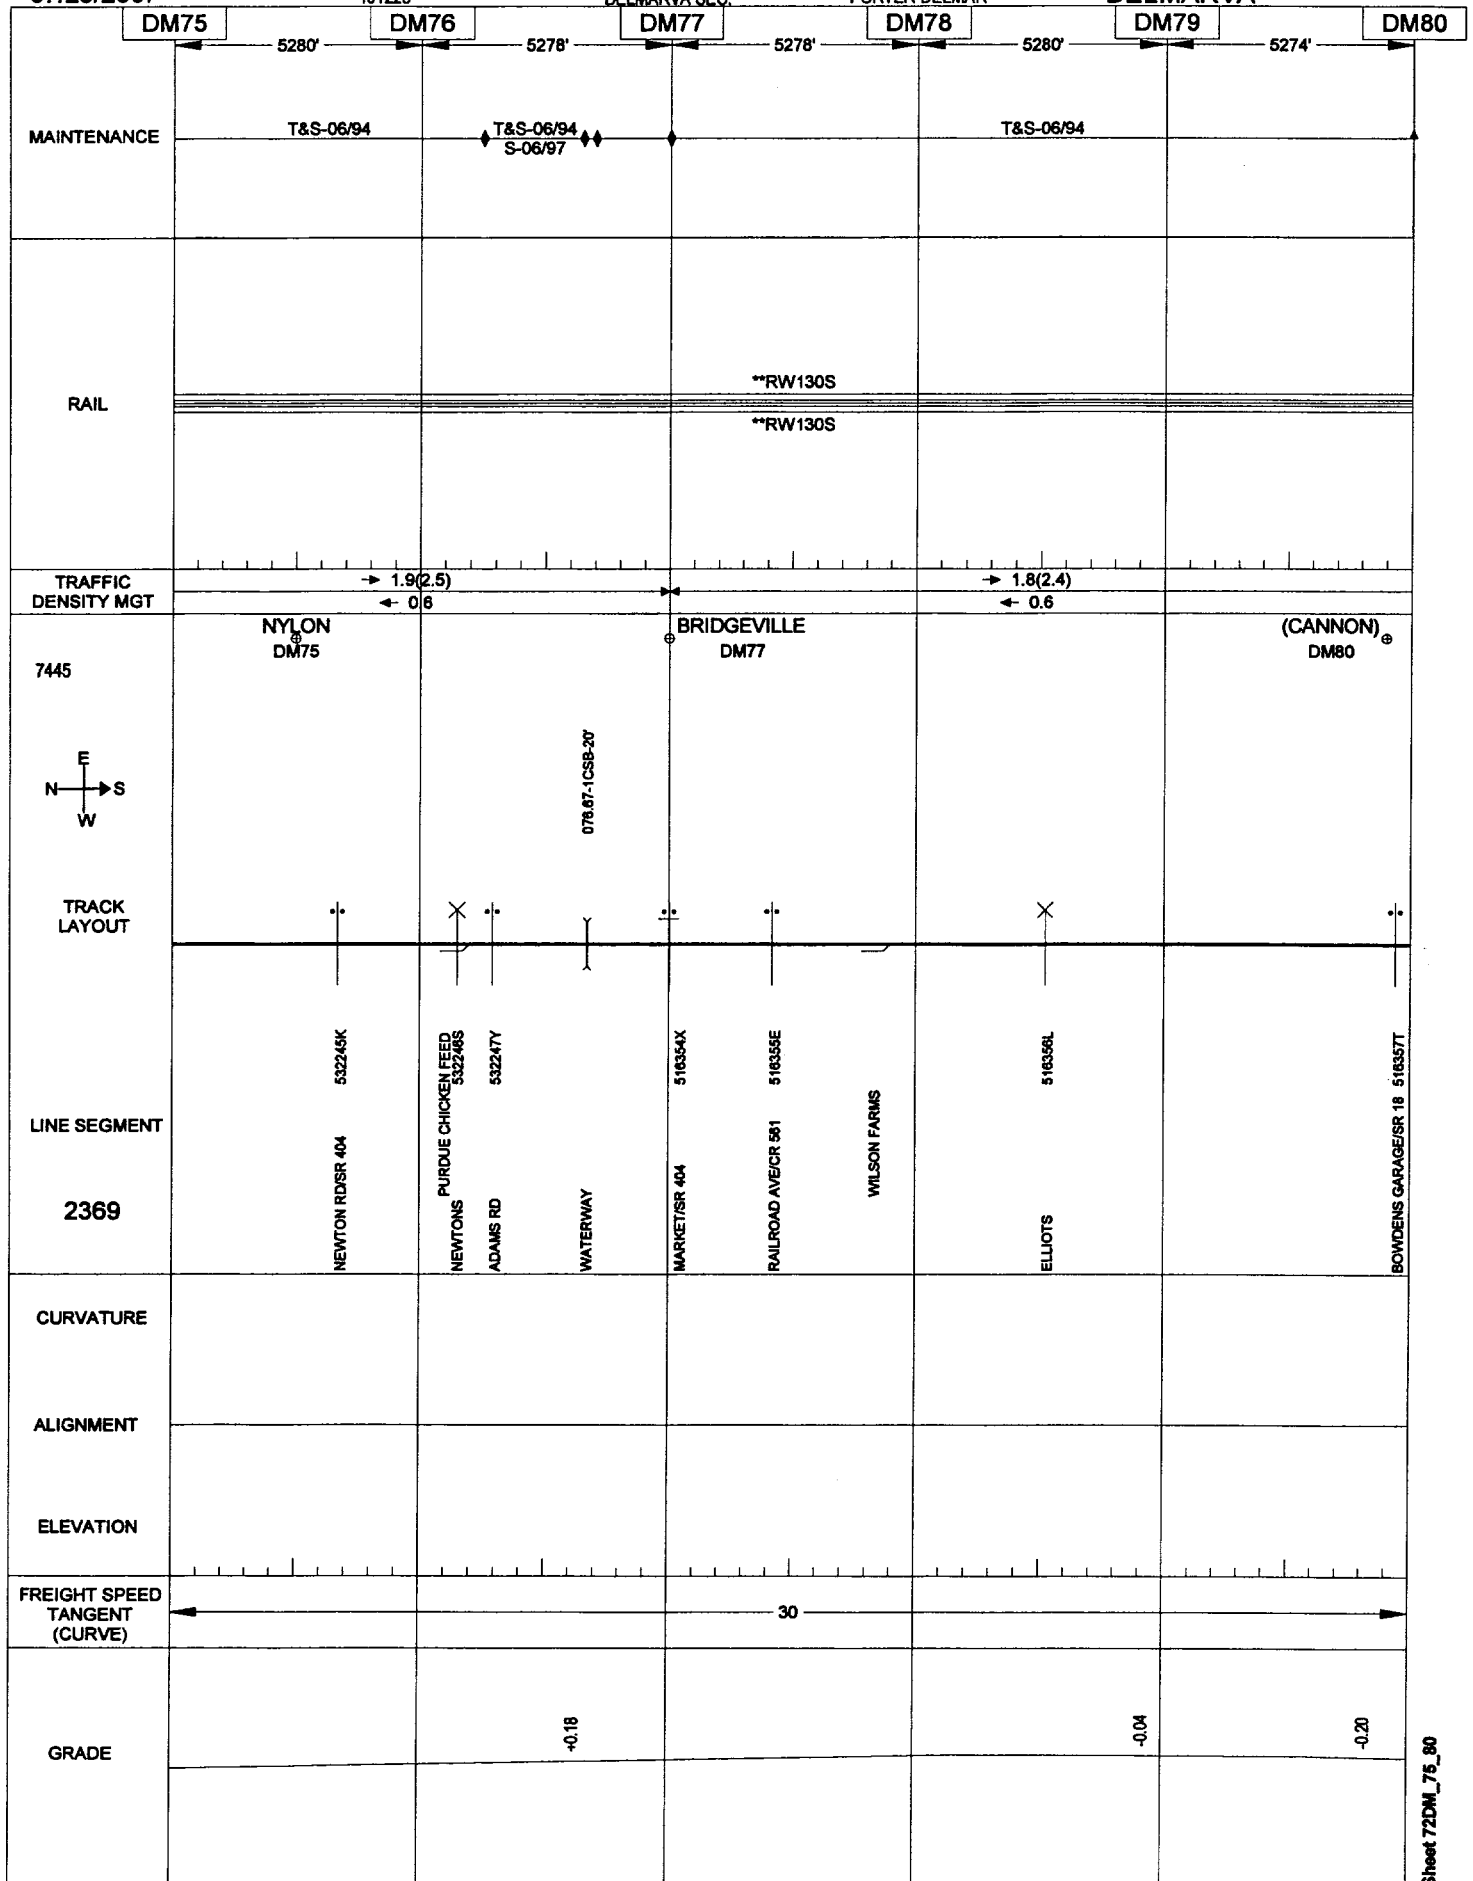 DELMARVA
DM75 DM76 DM77 DM78 DM79 DM80
5280' 5278' 5278' 5280' 5274'
MAINTENANCE
T&S-06/94 T&S-06/94 T&S-06/94
S-06/97
RAIL
**RW130S
**RW130S
TRAFFIC
DENSITY MGT
1.9(2.5) 1.8(2.4)
0.6 0.6
NYLON BRIDGEVILLE (CANNON)
DM75 DM77 DM80
7445
E
N S
W
076.67-1CSB-20'
TRACK
LAYOUT
LINE SEGMENT
2369
NEWTON RD/SR 404 532245K
PURDUE CHICKEN FEED
NEWTONS 532246S
ADAMS RD 532247Y
WATERWAY
MARKET/SR 404 516354X
RAILROAD AVE/CR 561 516355E
WILSON FARMS
ELLIOTS 516356L
BOWDENS GARAGE/SR 18 516357T
CURVATURE
ALIGNMENT
ELEVATION
FREIGHT SPEED
TANGENT
(CURVE)
30
GRADE
+0.18
-0.04
-0.20
Sheet 72DM_75_80